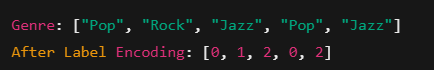 Genre: ["Pop", "Rock", "Jazz", "Pop", "Jazz"]
After Label Encoding: [0, 1, 2, 0, 2]